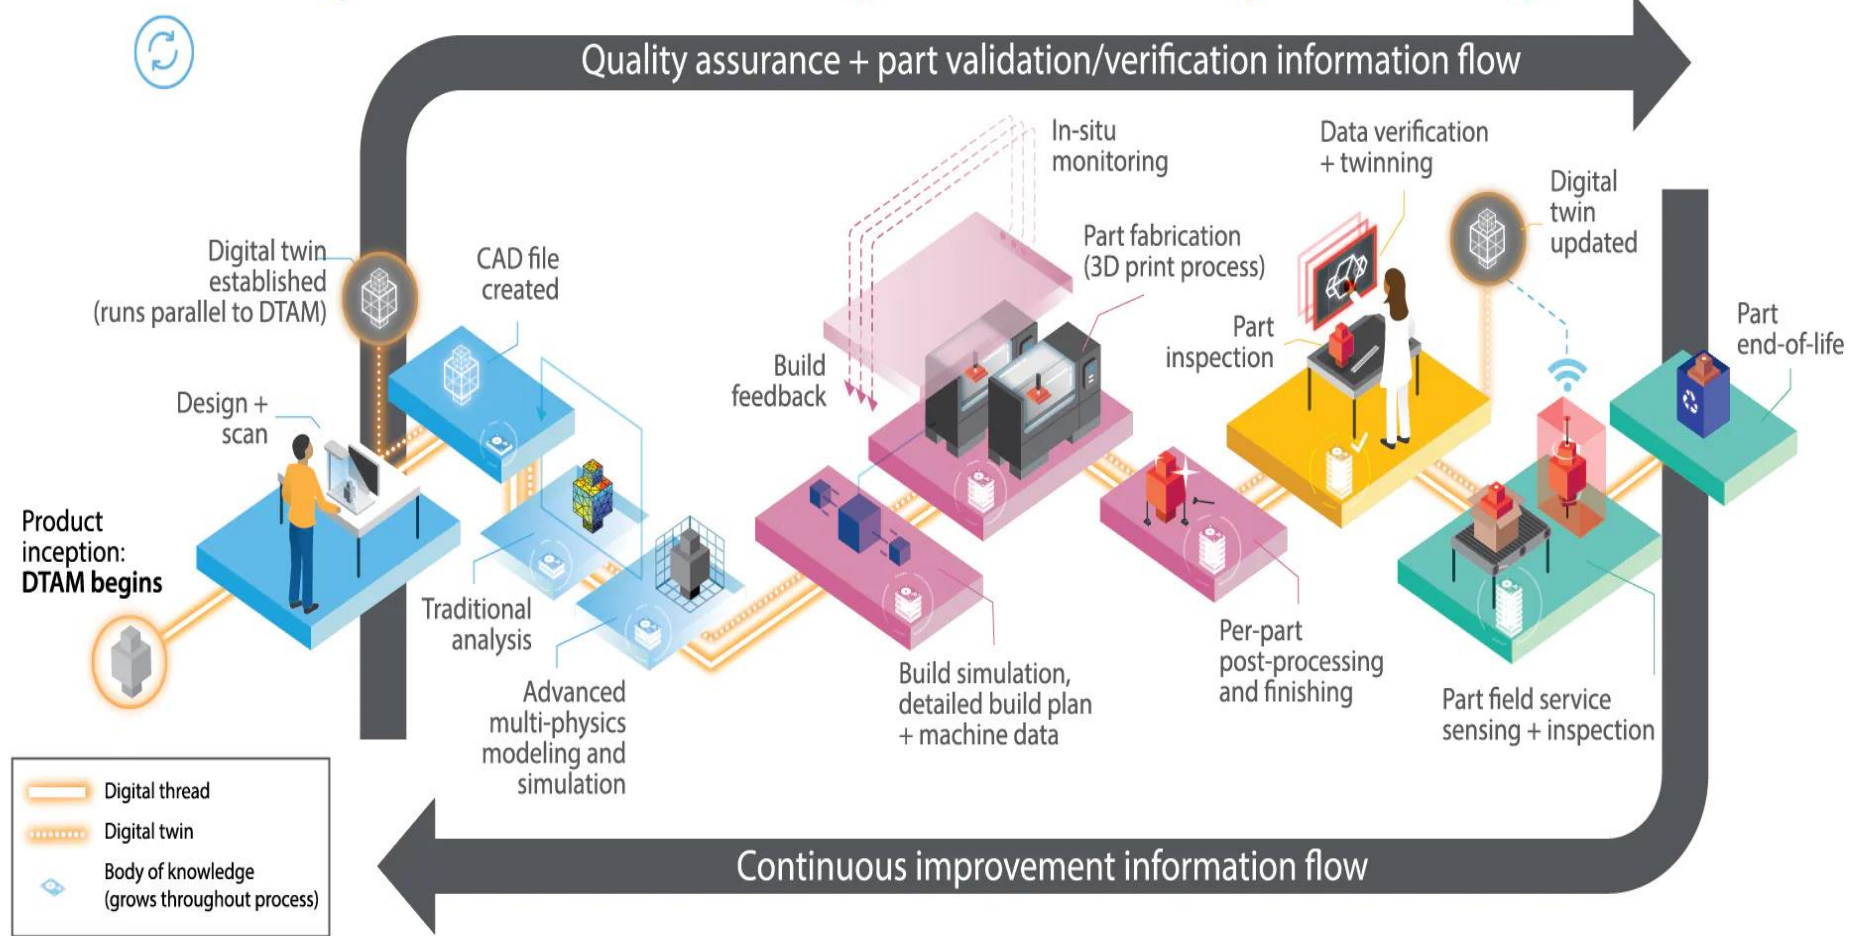 Quality assurance + part validation/verification information flow
In-situ
monitoring
Data verification
+ twinning
Digital
twin
updated
Digital twin
established
(runs parallel to DTAM)
CAD file
created
Part fabrication
(3D print process)
Part
inspection
Part
end-of-life
Build
feedback
Design +
scan
Product
inception:
DTAM begins
Traditional
analysis
Advanced
multi-physics
modeling and
simulation
Build simulation,
detailed build plan
+ machine data
Per-part
post-processing
and finishing
Part field service
sensing + inspection
Digital thread
Digital twin
Body of knowledge
(grows throughout process)
Continuous improvement information flow